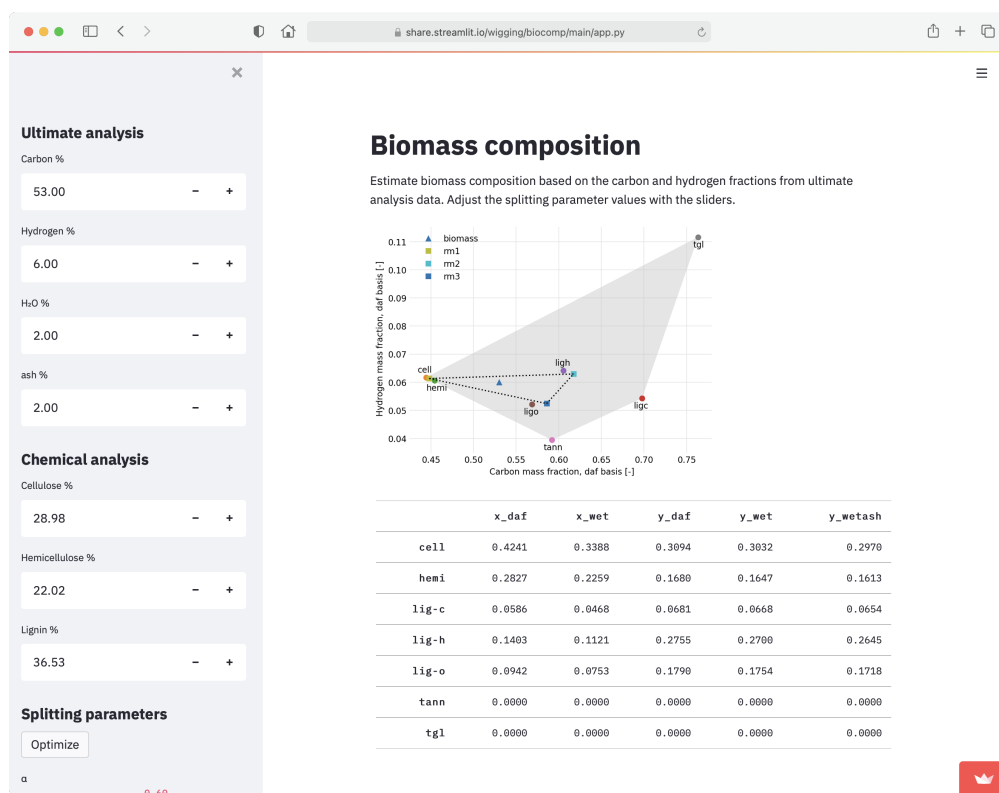 share.streamlit.io/wigging/biocomp/main/app.py
Ultimate analysis
Carbon %
53.00 − +
Hydrogen %
6.00 − +
H₂O %
2.00 − +
ash %
2.00 − +
Chemical analysis
Cellulose %
28.98 − +
Hemicellulose %
22.02 − +
Lignin %
36.53 − +
Splitting parameters
Optimize
α
Biomass composition
Estimate biomass composition based on the carbon and hydrogen fractions from ultimate
analysis data. Adjust the splitting parameter values with the sliders.
Hydrogen mass fraction, daf basis [-]
0.11
0.10
0.09
0.08
0.07
0.06
0.05
0.04
biomass
rm1
rm2
rm3
tgl
cell
hemi
ligh
ligo
ligc
tann
0.45 0.50 0.55 0.60 0.65 0.70 0.75
Carbon mass fraction, daf basis [-]
x_daf x_wet y_daf y_wet y_wetash
cell 0.4241 0.3388 0.3094 0.3032 0.2970
hemi 0.2827 0.2259 0.1680 0.1647 0.1613
lig-c 0.0586 0.0468 0.0681 0.0668 0.0654
lig-h 0.1403 0.1121 0.2755 0.2700 0.2645
lig-o 0.0942 0.0753 0.1790 0.1754 0.1718
tann 0.0000 0.0000 0.0000 0.0000 0.0000
tgl 0.0000 0.0000 0.0000 0.0000 0.0000